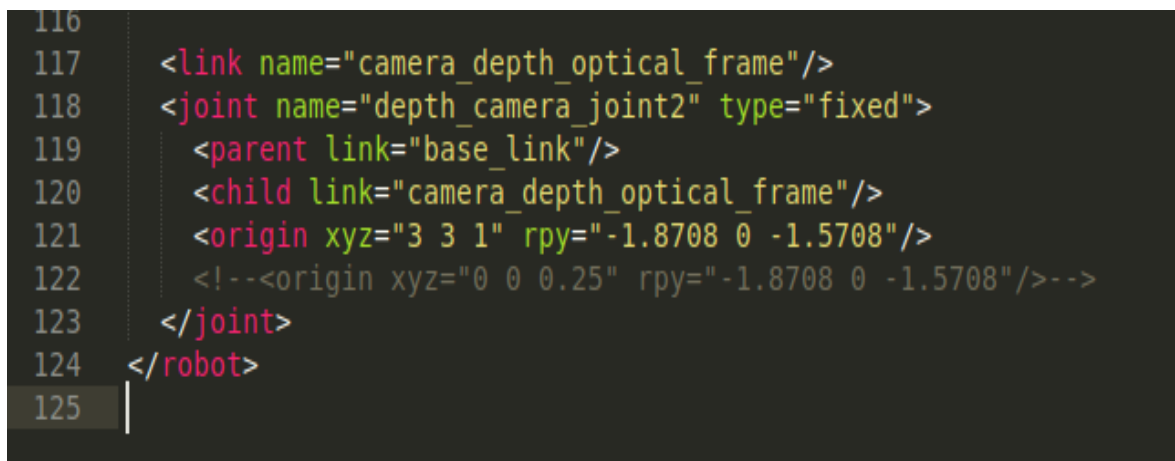 116
117 <link name="camera_depth_optical_frame"/>
118 <joint name="depth_camera_joint2" type="fixed">
119 <parent link="base_link"/>
120 <child link="camera_depth_optical_frame"/>
121 <origin xyz="3 3 1" rpy="-1.8708 0 -1.5708"/>
122 <!--<origin xyz="0 0 0.25" rpy="-1.8708 0 -1.5708"/>-->
123 </joint>
124 </robot>
125